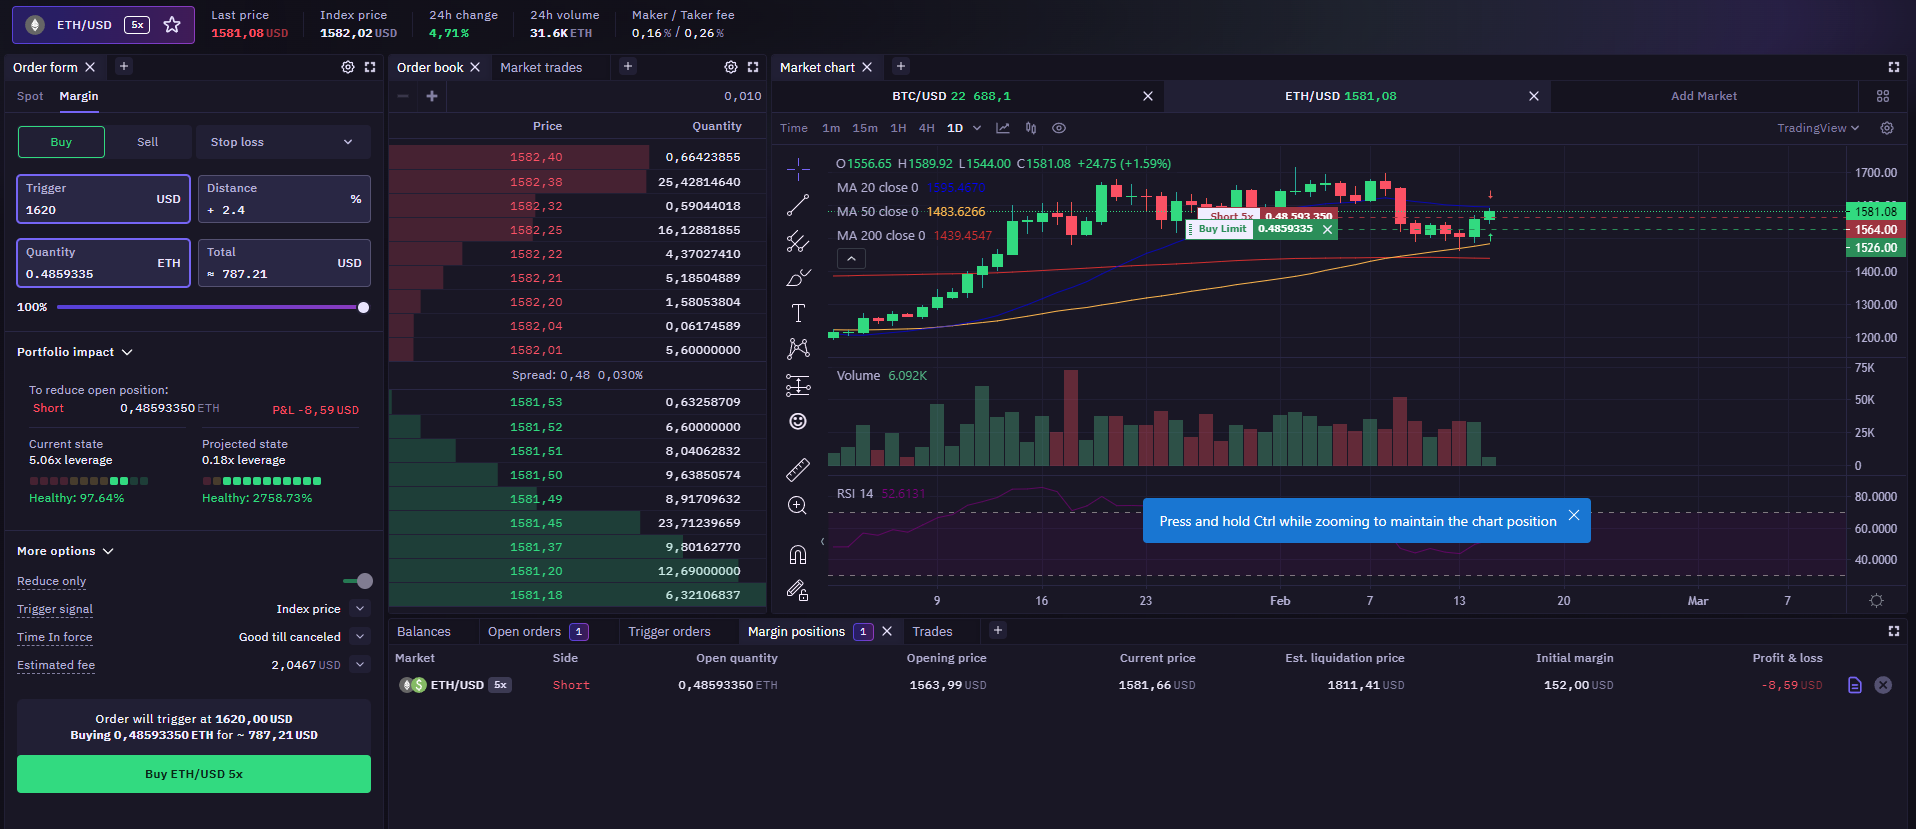 ETH/USD 5x
Last price
1581,08 USD
Index price
1582,02 USD
24h change
4,71%
24h volume
31.6K ETH
Maker / Taker fee
0,16 % / 0,26 %
Order form
Spot Margin
Buy Sell Stop loss
Trigger
1620 USD
Distance
+ 2.4 %
Quantity
0.4859335 ETH
Total
≈ 787.21 USD
100%
Portfolio impact
To reduce open position:
Short 0,48593350 ETH P&L -8,59 USD
Current state
5.06x leverage
Healthy: 97.64%
Projected state
0.18x leverage
Healthy: 2758.73%
More options
Reduce only
Trigger signal Index price
Time In force Good till canceled
Estimated fee 2,0467 USD
Order will trigger at 1620,00 USD
Buying 0,48593350 ETH for ~ 787,21 USD
Buy ETH/USD 5x
Order book Market trades
0,010
Price Quantity
1582,40 0,66423855
1582,38 25,42814640
1582,32 0,59044018
1582,25 16,12881855
1582,22 4,37027410
1582,21 5,18504889
1582,20 1,58053804
1582,04 0,06174589
1582,01 5,60000000
Spread: 0,48 0,030%
1581,53 0,63258709
1581,52 6,60000000
1581,51 8,04062832
1581,50 9,63850574
1581,49 8,91709632
1581,45 23,71239659
1581,37 9,80162770
1581,20 12,69000000
1581,18 6,32106837
Market chart
BTC/USD 22 688,1
ETH/USD 1581,08
Add Market
Time 1m 15m 1H 4H 1D
TradingView
O1556.65 H1589.92 L1544.00 C1581.08 +24.75 (+1.59%)
MA 20 close 0
MA 50 close 0 1483.6266
MA 200 close 0 1439.4547
Short 5x 0.48 593 350
Buy Limit 0.4859335
1700.00
1581.08
1564.00
1526.00
1400.00
1300.00
1200.00
Volume 6.092K
75K
50K
25K
0
RSI 14 52.6131
80.0000
60.0000
40.0000
Press and hold Ctrl while zooming to maintain the chart position
9 16 23 Feb 7 13 20 Mar 7
Balances Open orders 1 Trigger orders Margin positions 1 Trades
Market Side Open quantity Opening price Current price Est. liquidation price Initial margin Profit & loss
ETH/USD 5x Short 0,48593350 ETH 1563,99 USD 1581,66 USD 1811,41 USD 152,00 USD -8,59 USD